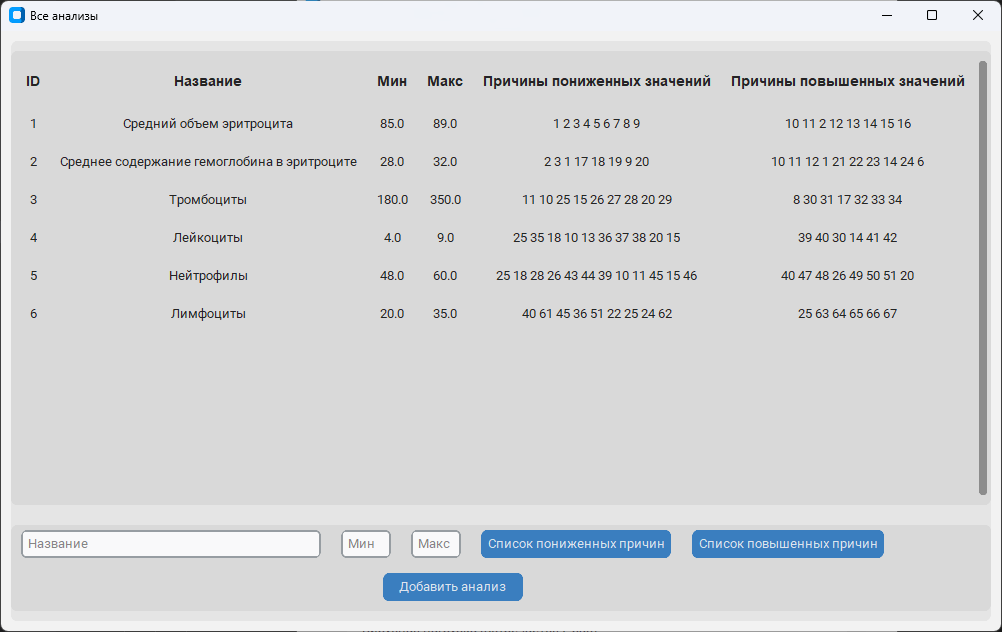 Все анализы
ID Название Мин Макс Причины пониженных значений Причины повышенных значений
1 Средний объем эритроцита 85.0 89.0 1 2 3 4 5 6 7 8 9 10 11 2 12 13 14 15 16
2 Среднее содержание гемоглобина в эритроците 28.0 32.0 2 3 1 17 18 19 9 20 10 11 12 1 21 22 23 14 24 6
3 Тромбоциты 180.0 350.0 11 10 25 15 26 27 28 20 29 8 30 31 17 32 33 34
4 Лейкоциты 4.0 9.0 25 35 18 10 13 36 37 38 20 15 39 40 30 14 41 42
5 Нейтрофилы 48.0 60.0 25 18 28 26 43 44 39 10 11 45 15 46 40 47 48 26 49 50 51 20
6 Лимфоциты 20.0 35.0 40 61 45 36 51 22 25 24 62 25 63 64 65 66 67
Название Мин Макс Список пониженных причин Список повышенных причин
Добавить анализ